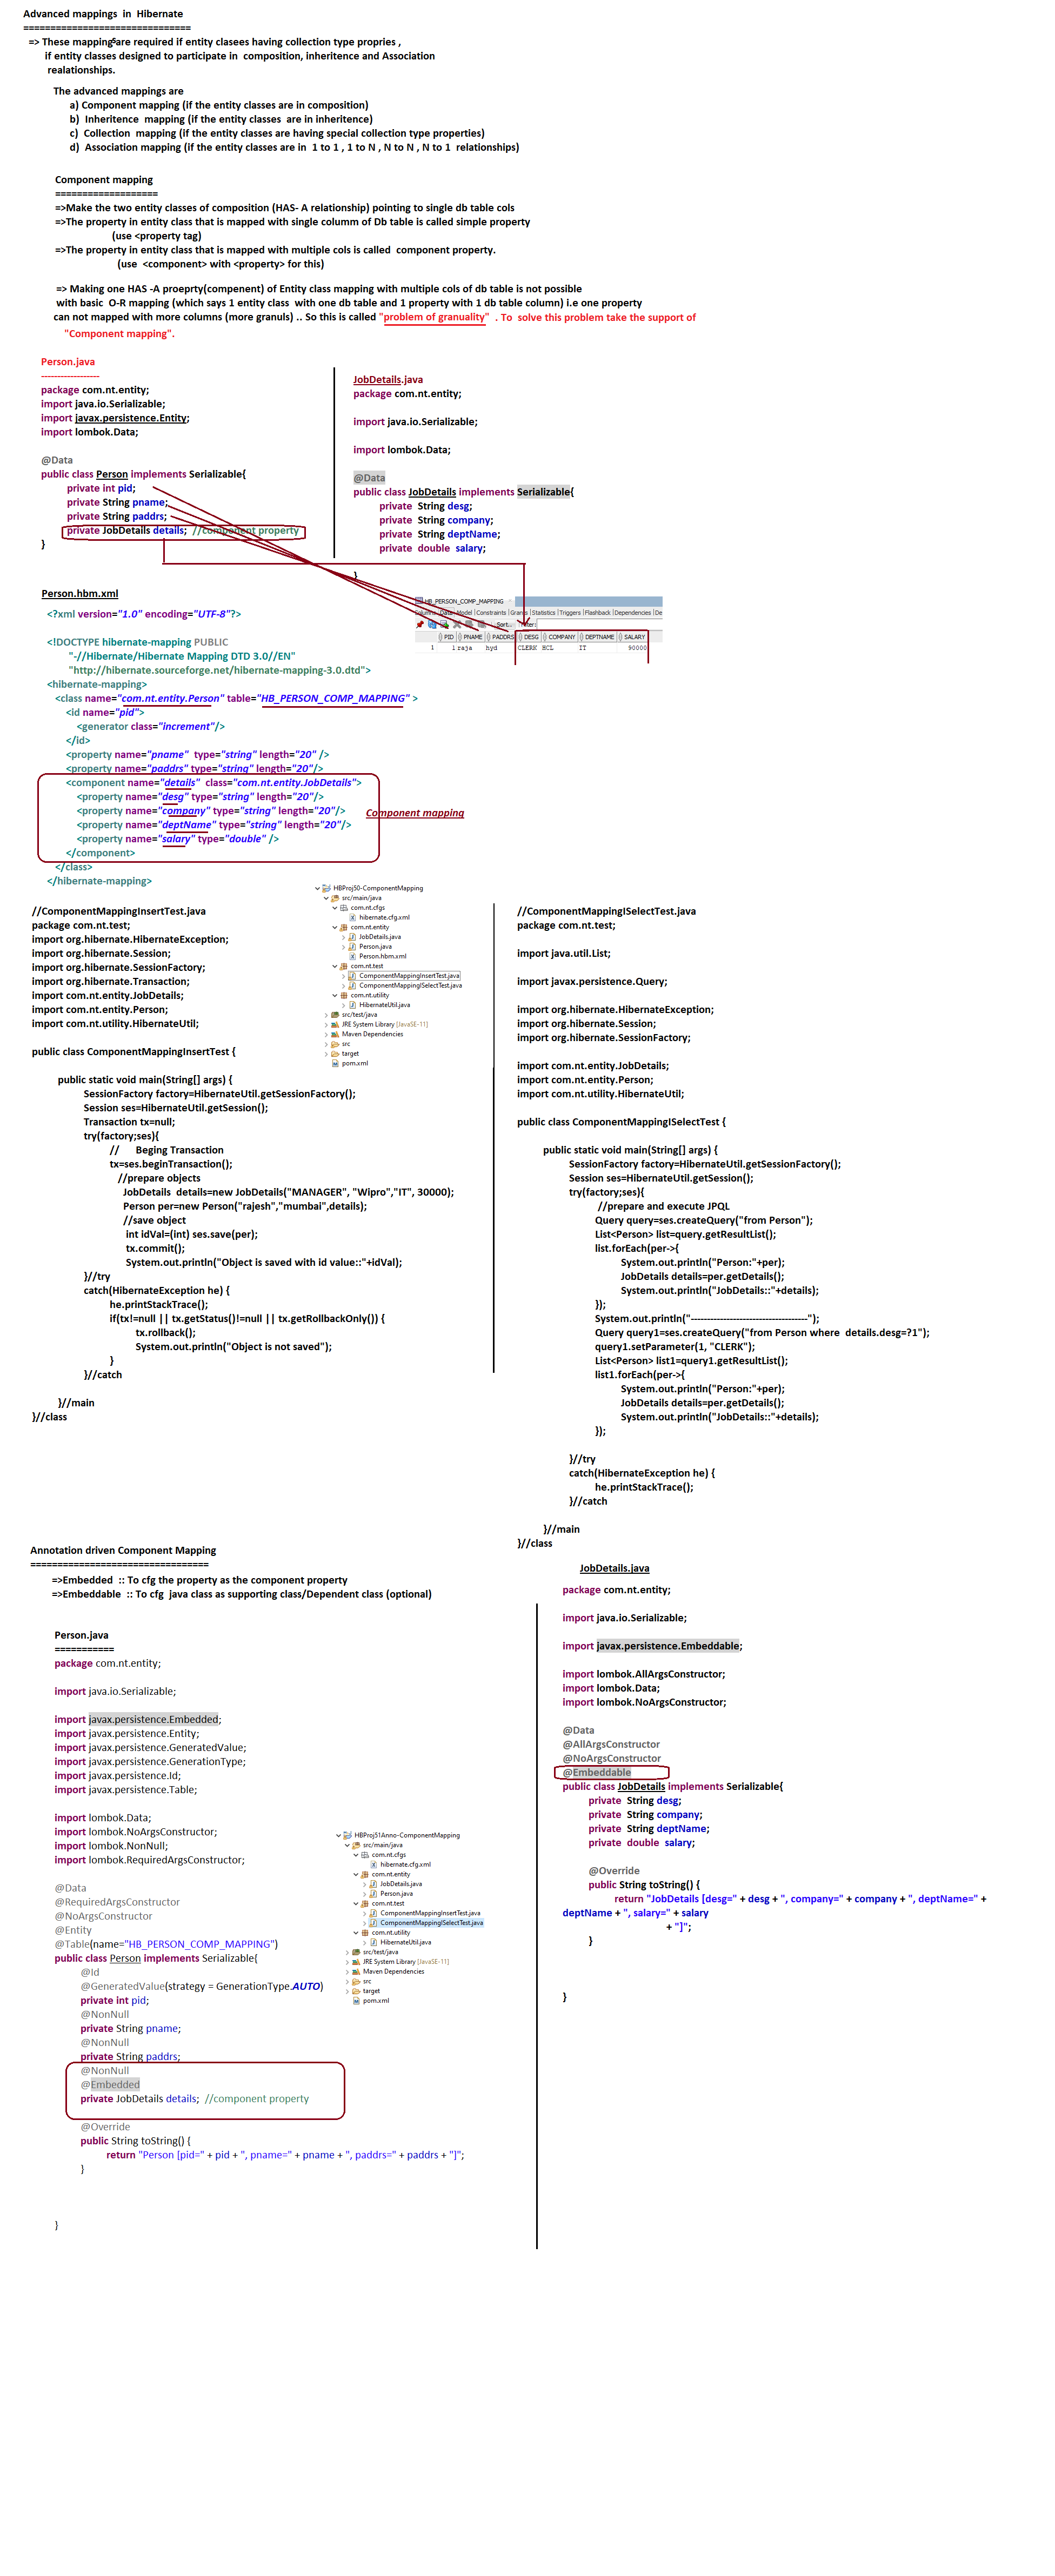 Advanced mappings in Hibernate
===============================
=> These mappings are required if entity clasees having collection type propries ,
if entity classes designed to participate in composition, inheritence and Association
realationships.
The advanced mappings are
a) Component mapping (if the entity classes are in composition)
b) Inheritence mapping (if the entity classes are in inheritence)
c) Collection mapping (if the entity classes are having special collection type properties)
d) Association mapping (if the entity classes are in 1 to 1 , 1 to N , N to N , N to 1 relationships)
Component mapping
===================
=>Make the two entity classes of composition (HAS- A relationship) pointing to single db table cols
=>The property in entity class that is mapped with single columm of Db table is called simple property
(use <property tag)
=>The property in entity class that is mapped with multiple cols is called component property.
(use <component> with <property> for this)
=> Making one HAS -A proeprty(compenent) of Entity class mapping with multiple cols of db table is not possible
with basic O-R mapping (which says 1 entity class with one db table and 1 property with 1 db table column) i.e one property
can not mapped with more columns (more granuls) .. So this is called "problem of granuality" . To solve this problem take the support of
"Component mapping".
Person.java
------------------
package com.nt.entity;
import java.io.Serializable;
import javax.persistence.Entity;
import lombok.Data;
@Data
public class Person implements Serializable{
private int pid;
private String pname;
private String paddrs;
private JobDetails details; //component property
}
JobDetails.java
package com.nt.entity;
import java.io.Serializable;
import lombok.Data;
@Data
public class JobDetails implements Serializable{
private String desg;
private String company;
private String deptName;
private double salary;
}
HB_PERSON_COMP_MAPPING
Columns Data Model Constraints Grants Statistics Triggers Flashback Dependencies De
Sort.. Filter:
PID PNAME PADDRS DESG COMPANY DEPTNAME SALARY
1 1 raja hyd CLERK HCL IT 90000
Person.hbm.xml
<?xml version="1.0" encoding="UTF-8"?>
<!DOCTYPE hibernate-mapping PUBLIC
"-//Hibernate/Hibernate Mapping DTD 3.0//EN"
"http://hibernate.sourceforge.net/hibernate-mapping-3.0.dtd">
<hibernate-mapping>
<class name="com.nt.entity.Person" table="HB_PERSON_COMP_MAPPING" >
<id name="pid">
<generator class="increment"/>
</id>
<property name="pname" type="string" length="20" />
<property name="paddrs" type="string" length="20"/>
<component name="details" class="com.nt.entity.JobDetails">
<property name="desg" type="string" length="20"/>
<property name="company" type="string" length="20"/>
<property name="deptName" type="string" length="20"/>
<property name="salary" type="double" />
</component>
</class>
</hibernate-mapping>
Component mapping
HBProj50-ComponentMapping
src/main/java
com.nt.cfgs
hibernate.cfg.xml
com.nt.entity
JobDetails.java
Person.java
Person.hbm.xml
com.nt.test
ComponentMappingInsertTest.java
ComponentMappingISelectTest.java
com.nt.utility
HibernateUtil.java
src/test/java
JRE System Library [JavaSE-11]
Maven Dependencies
src
target
pom.xml
//ComponentMappingInsertTest.java
package com.nt.test;
import org.hibernate.HibernateException;
import org.hibernate.Session;
import org.hibernate.SessionFactory;
import org.hibernate.Transaction;
import com.nt.entity.JobDetails;
import com.nt.entity.Person;
import com.nt.utility.HibernateUtil;
public class ComponentMappingInsertTest {
public static void main(String[] args) {
SessionFactory factory=HibernateUtil.getSessionFactory();
Session ses=HibernateUtil.getSession();
Transaction tx=null;
try(factory;ses){
// Beging Transaction
tx=ses.beginTransaction();
//prepare objects
JobDetails details=new JobDetails("MANAGER", "Wipro","IT", 30000);
Person per=new Person("rajesh","mumbai",details);
//save object
int idVal=(int) ses.save(per);
tx.commit();
System.out.println("Object is saved with id value::"+idVal);
}//try
catch(HibernateException he) {
he.printStackTrace();
if(tx!=null || tx.getStatus()!=null || tx.getRollbackOnly()) {
tx.rollback();
System.out.println("Object is not saved");
}
}//catch
}//main
}//class
//ComponentMappingISelectTest.java
package com.nt.test;
import java.util.List;
import javax.persistence.Query;
import org.hibernate.HibernateException;
import org.hibernate.Session;
import org.hibernate.SessionFactory;
import com.nt.entity.JobDetails;
import com.nt.entity.Person;
import com.nt.utility.HibernateUtil;
public class ComponentMappingISelectTest {
public static void main(String[] args) {
SessionFactory factory=HibernateUtil.getSessionFactory();
Session ses=HibernateUtil.getSession();
try(factory;ses){
//prepare and execute JPQL
Query query=ses.createQuery("from Person");
List<Person> list=query.getResultList();
list.forEach(per->{
System.out.println("Person:"+per);
JobDetails details=per.getDetails();
System.out.println("JobDetails::"+details);
});
System.out.println("------------------------------------");
Query query1=ses.createQuery("from Person where details.desg=?1");
query1.setParameter(1, "CLERK");
List<Person> list1=query1.getResultList();
list1.forEach(per->{
System.out.println("Person:"+per);
JobDetails details=per.getDetails();
System.out.println("JobDetails::"+details);
});
}//try
catch(HibernateException he) {
he.printStackTrace();
}//catch
}//main
}//class
Annotation driven Component Mapping
=================================
=>Embedded :: To cfg the property as the component property
=>Embeddable :: To cfg java class as supporting class/Dependent class (optional)
Person.java
===========
package com.nt.entity;
import java.io.Serializable;
import javax.persistence.Embedded;
import javax.persistence.Entity;
import javax.persistence.GeneratedValue;
import javax.persistence.GenerationType;
import javax.persistence.Id;
import javax.persistence.Table;
import lombok.Data;
import lombok.NoArgsConstructor;
import lombok.NonNull;
import lombok.RequiredArgsConstructor;
@Data
@RequiredArgsConstructor
@NoArgsConstructor
@Entity
@Table(name="HB_PERSON_COMP_MAPPING")
public class Person implements Serializable{
@Id
@GeneratedValue(strategy = GenerationType.AUTO)
private int pid;
@NonNull
private String pname;
@NonNull
private String paddrs;
@NonNull
@Embedded
private JobDetails details; //component property
@Override
public String toString() {
return "Person [pid=" + pid + ", pname=" + pname + ", paddrs=" + paddrs + "]";
}
}
HBProj51Anno-ComponentMapping
src/main/java
com.nt.cfgs
hibernate.cfg.xml
com.nt.entity
JobDetails.java
Person.java
com.nt.test
ComponentMappingInsertTest.java
ComponentMappingISelectTest.java
com.nt.utility
HibernateUtil.java
src/test/java
JRE System Library [JavaSE-11]
Maven Dependencies
src
target
pom.xml
JobDetails.java
package com.nt.entity;
import java.io.Serializable;
import javax.persistence.Embeddable;
import lombok.AllArgsConstructor;
import lombok.Data;
import lombok.NoArgsConstructor;
@Data
@AllArgsConstructor
@NoArgsConstructor
@Embeddable
public class JobDetails implements Serializable{
private String desg;
private String company;
private String deptName;
private double salary;
@Override
public String toString() {
return "JobDetails [desg=" + desg + ", company=" + company + ", deptName=" +
deptName + ", salary=" + salary
+ "]";
}
}